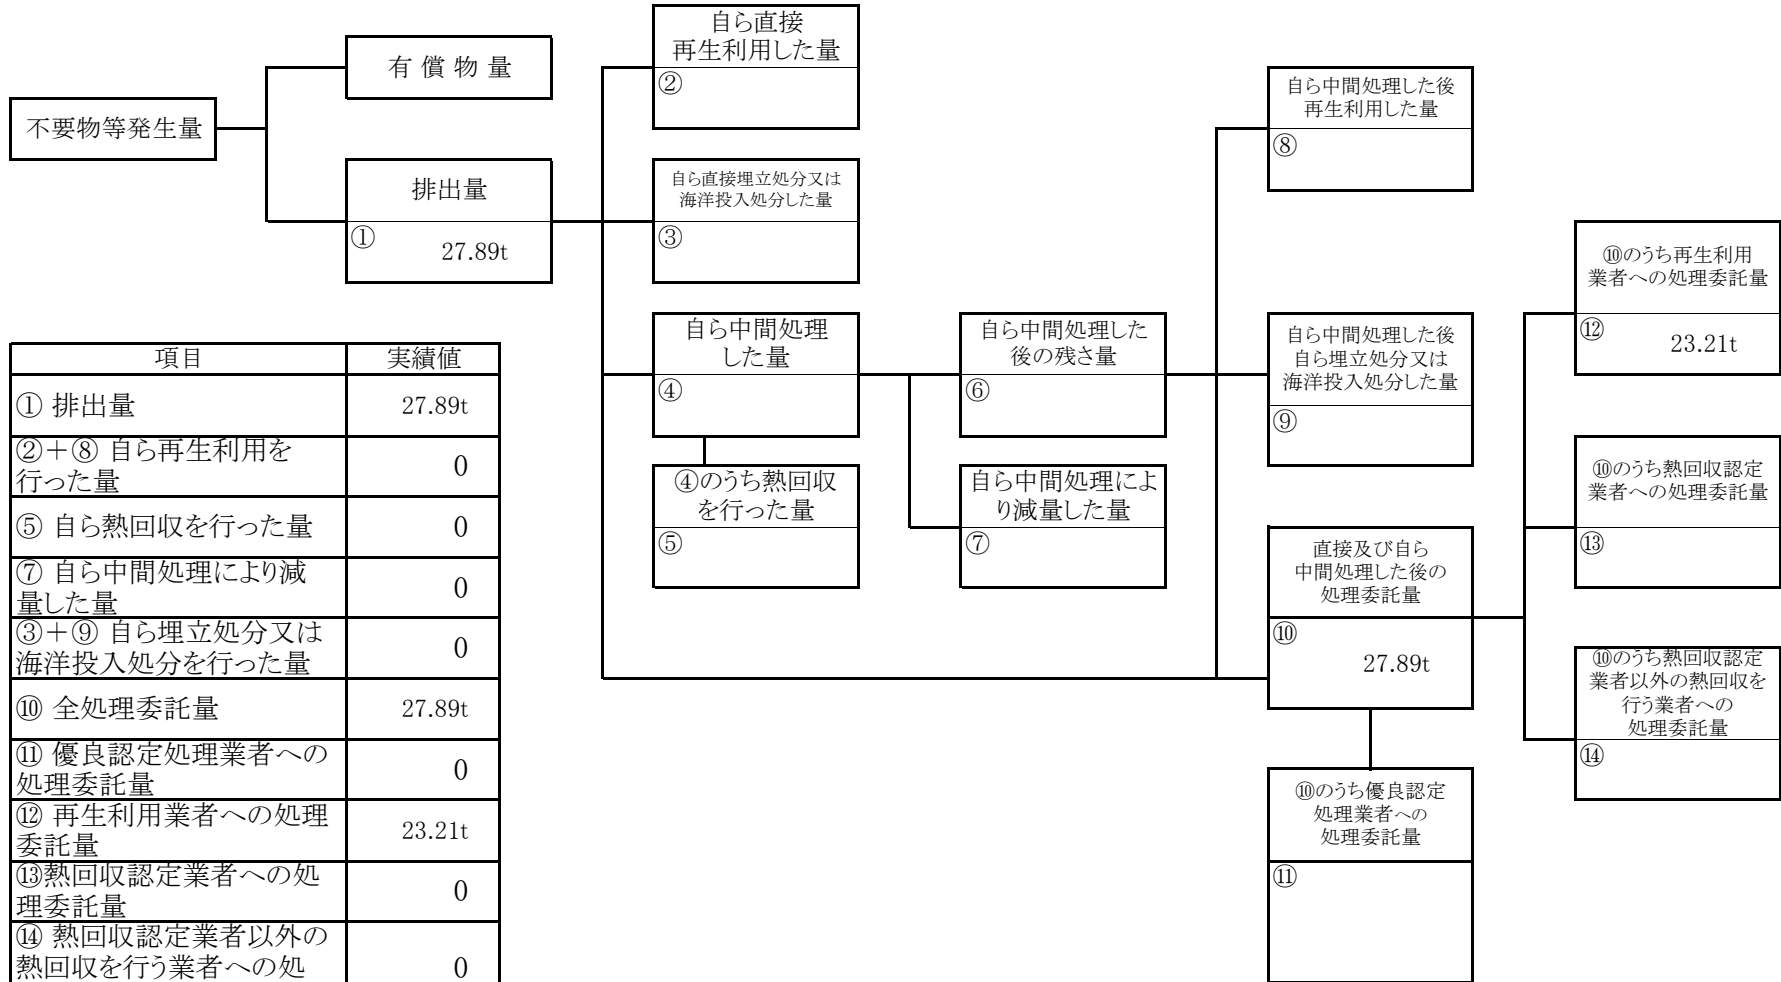 不要物等発生量
有 償 物 量
排出量
①
27.89t
自ら直接
再生利用した量
②
自ら直接埋立処分又は
海洋投入処分した量
③
自ら中間処理
した量
④
④のうち熱回収
を行った量
⑤
自ら中間処理した
後の残さ量
⑥
自ら中間処理によ
り減量した量
⑦
自ら中間処理した後
再生利用した量
⑧
自ら中間処理した後
自ら埋立処分又は
海洋投入処分した量
⑨
直接及び自ら
中間処理した後の
処理委託量
⑩
27.89t
⑩のうち優良認定
処理業者への
処理委託量
⑪
⑩のうち再生利用
業者への処理委託量
⑫
23.21t
⑩のうち熱回収認定
業者への処理委託量
⑬
⑩のうち熱回収認定
業者以外の熱回収を
行う業者への
処理委託量
⑭
項目 実績値
① 排出量 27.89t
②＋⑧ 自ら再生利用を
行った量 0
⑤ 自ら熱回収を行った量 0
⑦ 自ら中間処理により減
量した量 0
③＋⑨ 自ら埋立処分又は
海洋投入処分を行った量 0
⑩ 全処理委託量 27.89t
⑪ 優良認定処理業者への
処理委託量 0
⑫ 再生利用業者への処理
委託量 23.21t
⑬熱回収認定業者への処
理委託量 0
⑭ 熱回収認定業者以外の
熱回収を行う業者への処 0